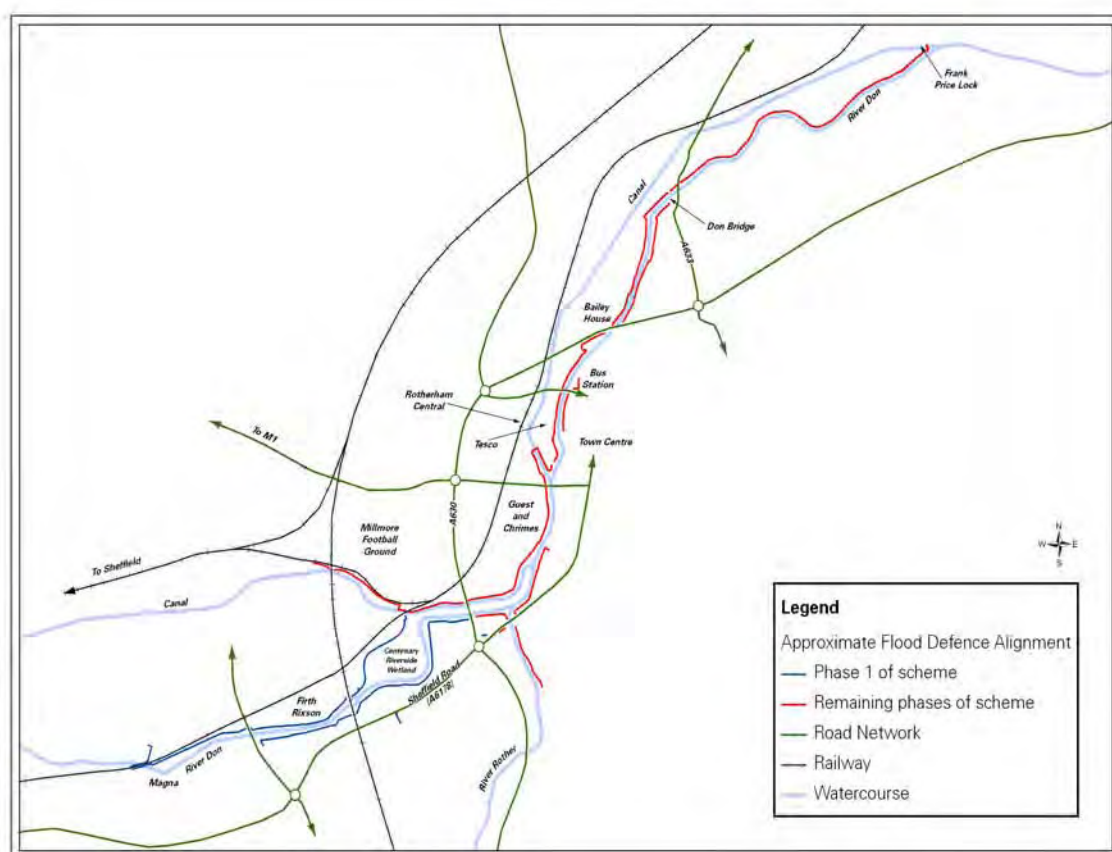 Frank
Price Lock
River Don
Canal
Don Bridge
A633
Bailey
House
Bus
Station
Rotherham
Central
Tesco
Town Centre
To M1
A630
Guest
and
Chrimes
Millmore
Football
Ground
To Sheffield
Canal
Centenary
Riverside
Wetland
Sheffield Road
(A6178)
Firth
Rixson
River Don
Magna
River Rother
N
W
E
S
Legend
Approximate Flood Defence Alignment
Phase 1 of scheme
Remaining phases of scheme
Road Network
Railway
Watercourse